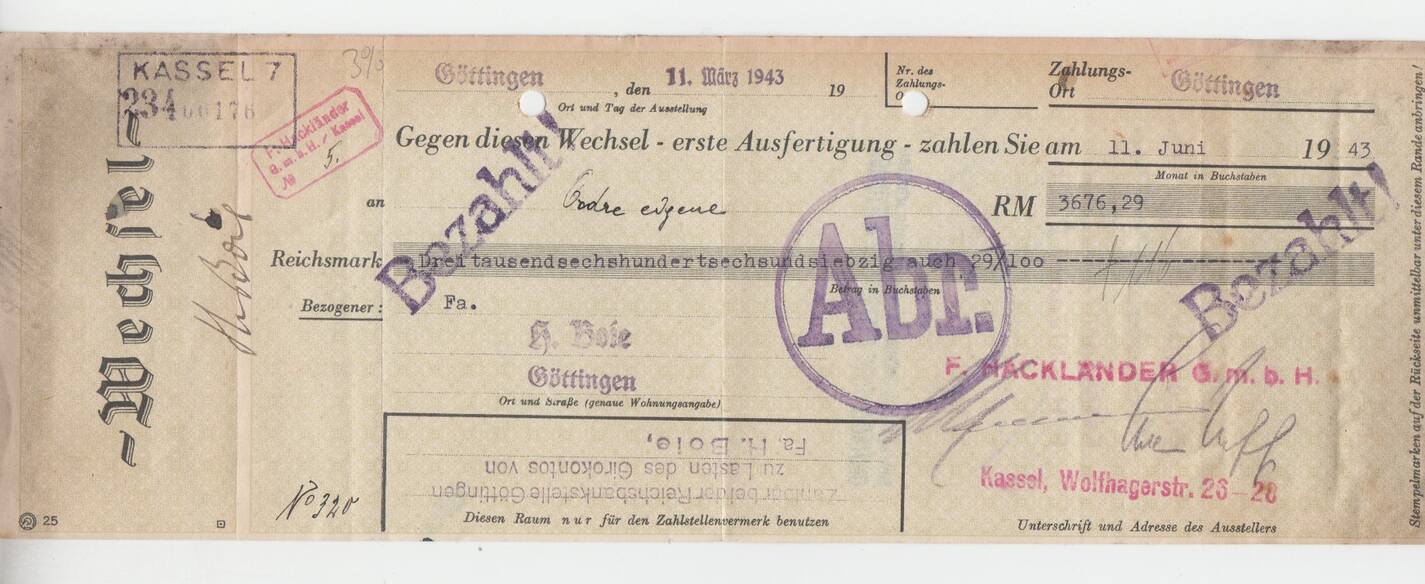 KASSEL 7
234 00176
3%
Göttingen, den 11. März 1943 19
Ort und Tag der Ausstellung
Nr. des
Zahlungs-
O
Zahlungs-
Ort
Göttingen
F. Hackländer
G.m.b.H. / Kassel
No 5.
Gegen diesen Wechsel - erste Ausfertigung - zahlen Sie am 11. Juni 19 43
Monat in Buchstaben
an Ordre eigene RM 3676,29
Reichsmark Dreitausendsechshundertsechsundsiebzig auch 29/100
Betrag in Buchstaben
Bezogener: Fa.
H. Boie
Göttingen
Ort und Straße (genaue Wohnungsangabe)
Bezahlt!
Abr.
Bezahlt!
F. HACKLÄNDER G.m.b.H.
Kassel, Wolfhagerstr. 26-28
Unterschrift und Adresse des Ausstellers
Zahlbar bei der Reichsbankstelle Göttingen
zu Lasten des Girokontos von
Fa. H. Boie,
Diesen Raum nur für den Zahlstellenvermerk benutzen
No 320
-Wechsel-
25
Stempelmarken auf der Rückseite unmittelbar unter diesem Rande anbringen!